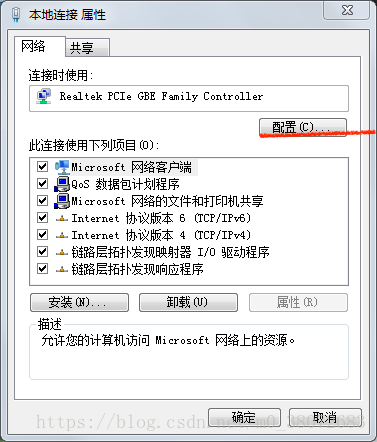 本地连接 属性
网络 共享
连接时使用:
Realtek PCIe GBE Family Controller
配置(C)...
此连接使用下列项目(O):
Microsoft 网络客户端
QoS 数据包计划程序
Microsoft 网络的文件和打印机共享
Internet 协议版本 6 (TCP/IPv6)
Internet 协议版本 4 (TCP/IPv4)
链路层拓扑发现映射器 I/O 驱动程序
链路层拓扑发现响应程序
安装(N)... 卸载(U) 属性(R)
描述
允许您的计算机访问 Microsoft 网络上的资源。
确定 取消